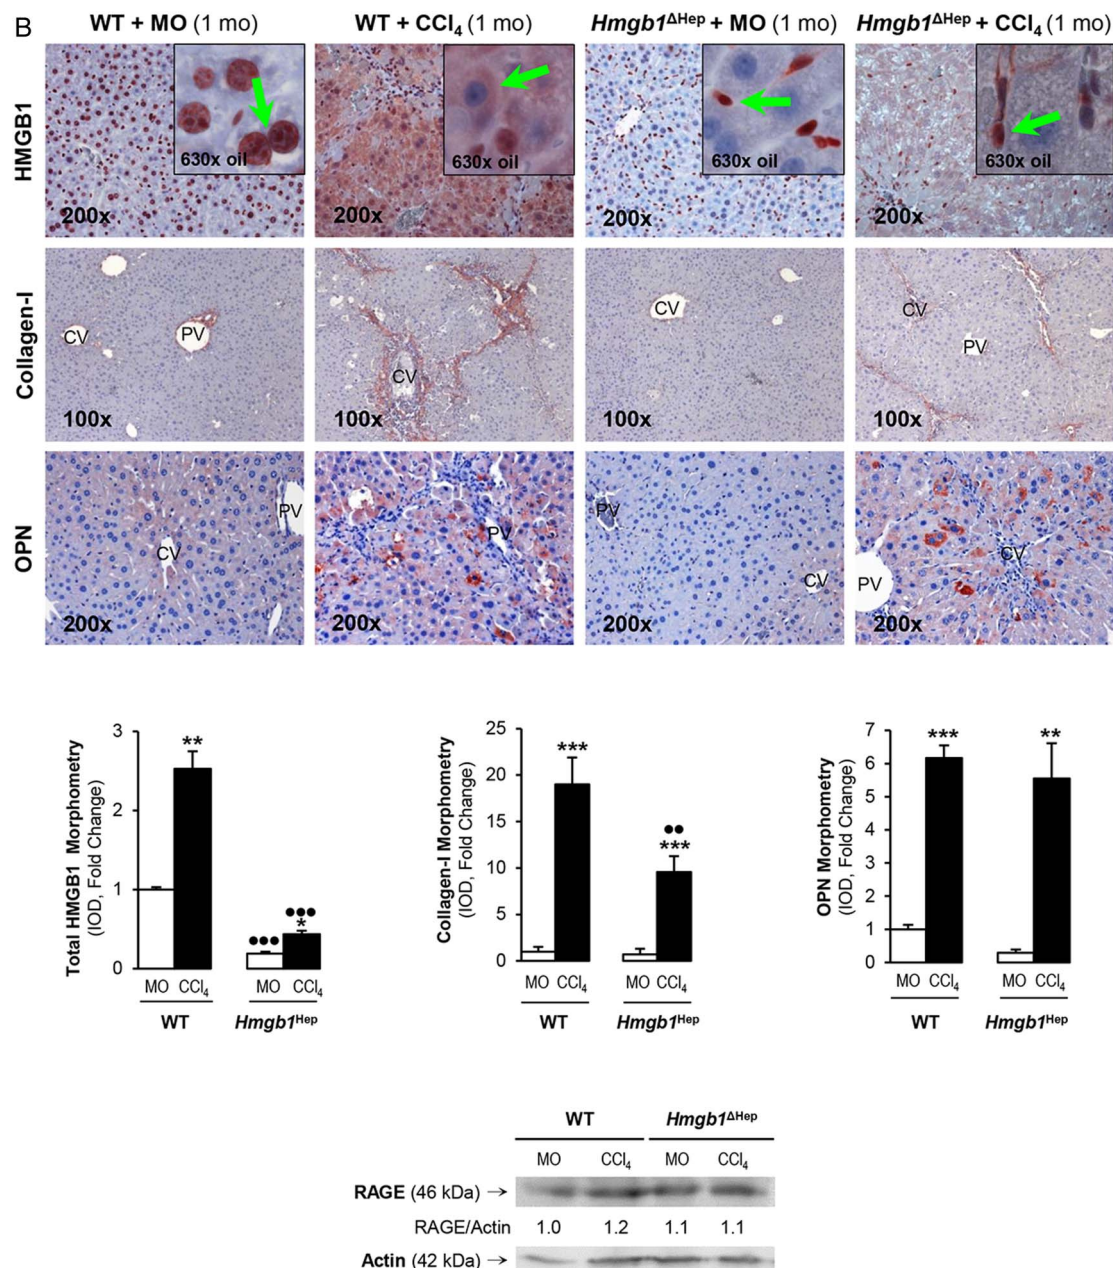 B
WT + MO (1 mo) WT + CCl₄ (1 mo) Hmgb1ΔHep + MO (1 mo) Hmgb1ΔHep + CCl₄ (1 mo)
HMGB1
630x oil 630x oil 630x oil 630x oil
200x 200x 200x 200x
Collagen-I
CV PV CV CV CV PV
100x 100x 100x 100x
OPN
CV PV PV PV CV PV CV
200x 200x 200x 200x
Total HMGB1 Morphometry
(IOD, Fold Change)
3
2
1
0
**
●●●
●●●
*
MO CCl₄ MO CCl₄
WT Hmgb1Hep
Collagen-I Morphometry
(IOD, Fold Change)
25
20
15
10
5
0
***
●●
***
MO CCl₄ MO CCl₄
WT Hmgb1Hep
OPN Morphometry
(IOD, Fold Change)
7
6
5
4
3
2
1
0
***
**
MO CCl₄ MO CCl₄
WT Hmgb1Hep
WT Hmgb1ΔHep
MO CCl₄ MO CCl₄
RAGE (46 kDa) →
RAGE/Actin 1.0 1.2 1.1 1.1
Actin (42 kDa) →